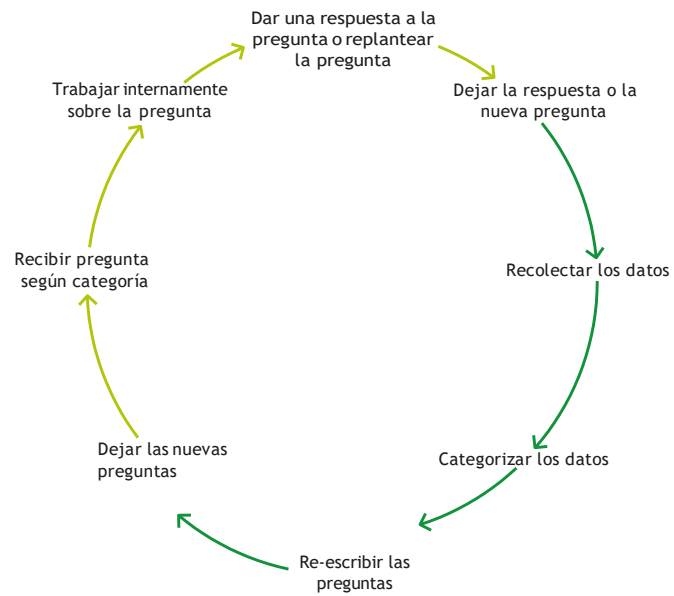 Dar una respuesta a la
pregunta o replantear
la pregunta
Dejar la respuesta o la
nueva pregunta
Recolectar los datos
Categorizar los datos
Re-escribir las
preguntas
Dejar las nuevas
preguntas
Recibir pregunta
según categoría
Trabajar internamente
sobre la pregunta